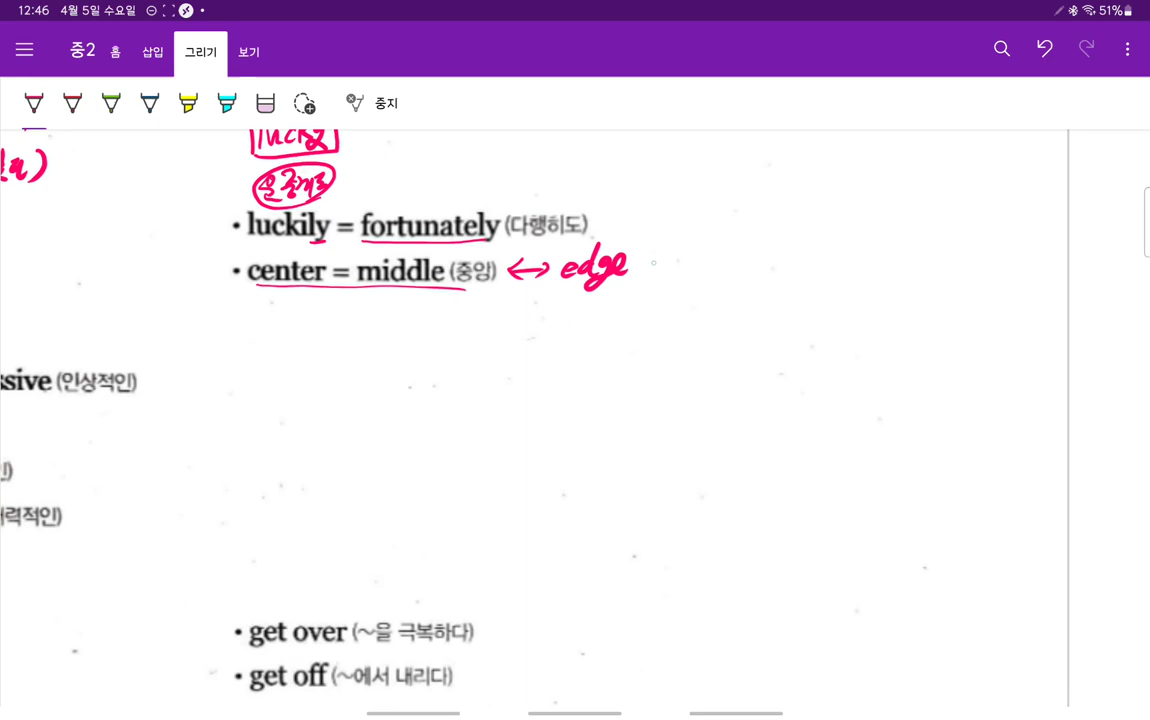 12:46 4월 5일 수요일 51%
중2 홈 삽입 그리기 보기
중지
lucky
운 좋게도
• luckily = fortunately (다행히도)
• center = middle (중앙) ↔ edge
ssive (인상적인)
력적인)
• get over (~을 극복하다)
• get off (~에서 내리다)